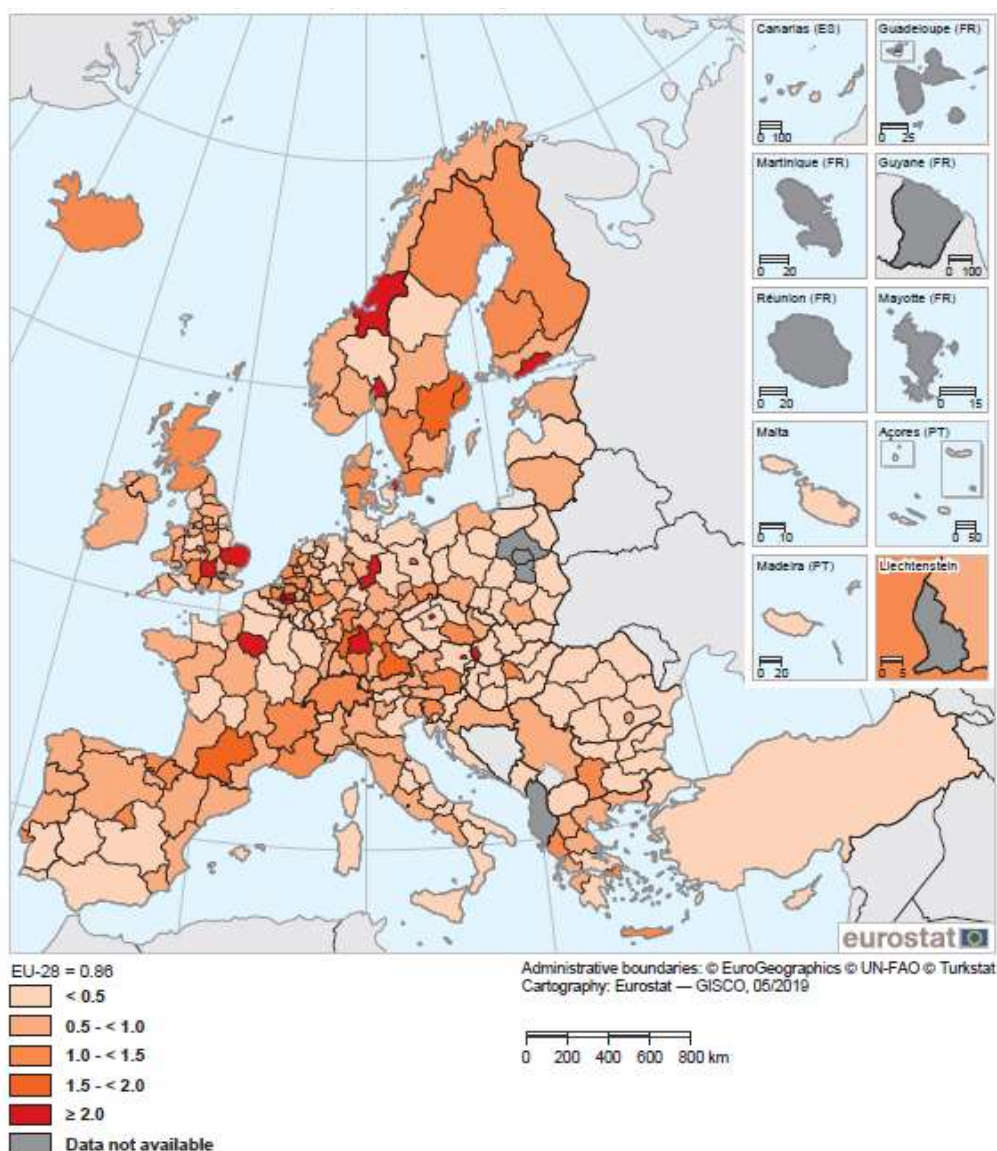 Canarias (ES)
0 100
Guadeloupe (FR)
0 25
Martinique (FR)
0 20
Guyane (FR)
0 100
Réunion (FR)
0 20
Mayotte (FR)
0 15
Malta
0 10
Açores (PT)
0 50
Madeira (PT)
0 20
Liechtenstein
0 5
eurostat
EU-28 = 0.86
< 0.5
0.5 - < 1.0
1.0 - < 1.5
1.5 - < 2.0
≥ 2.0
Data not available
Administrative boundaries: © EuroGeographics © UN-FAO © Turkstat
Cartography: Eurostat — GISCO, 05/2019
0 200 400 600 800 km